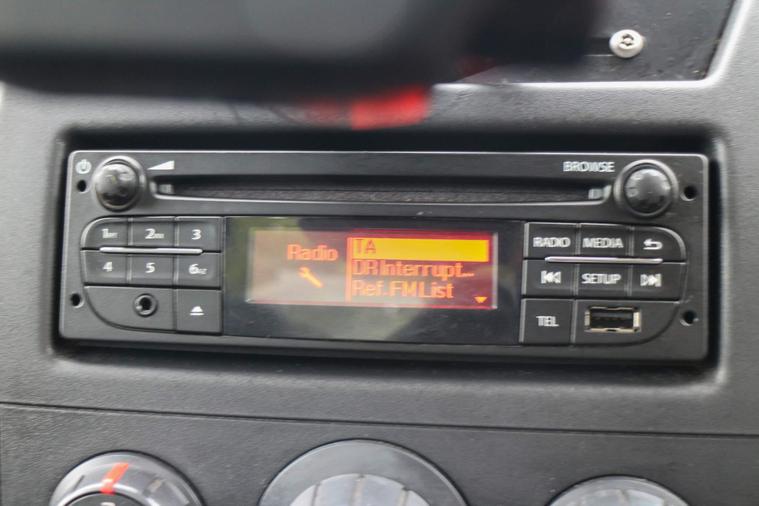 BROWSE
1 2 3
4 5 6
Radio
TA
DR Interrupt...
Ref. FM List
RADIO MEDIA
SETUP
TEL